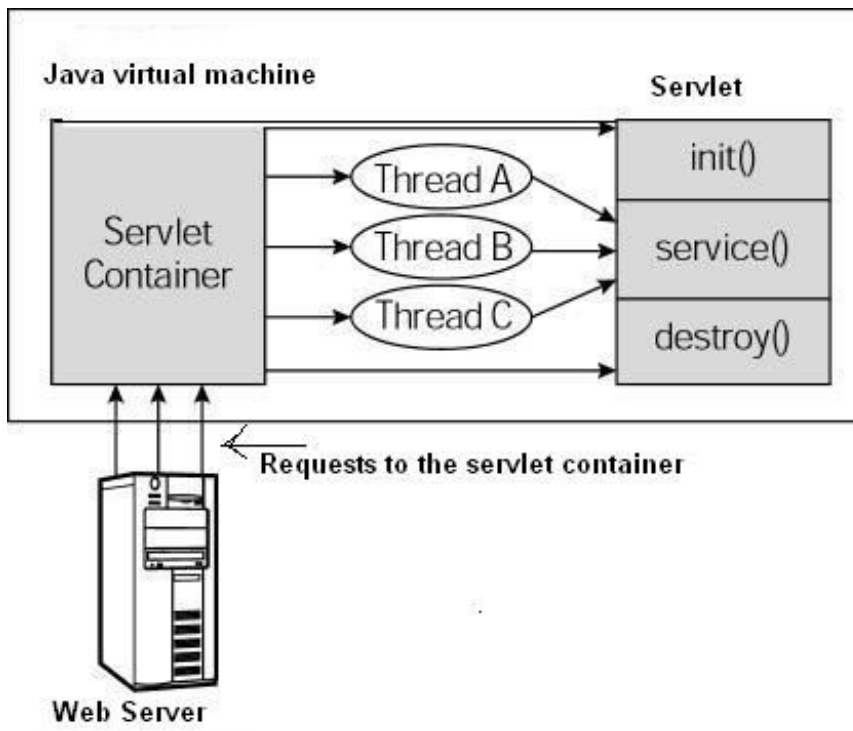 Java virtual machine
Servlet
Servlet
Container
Thread A
Thread B
Thread C
init()
service()
destroy()
Requests to the servlet container
Web Server